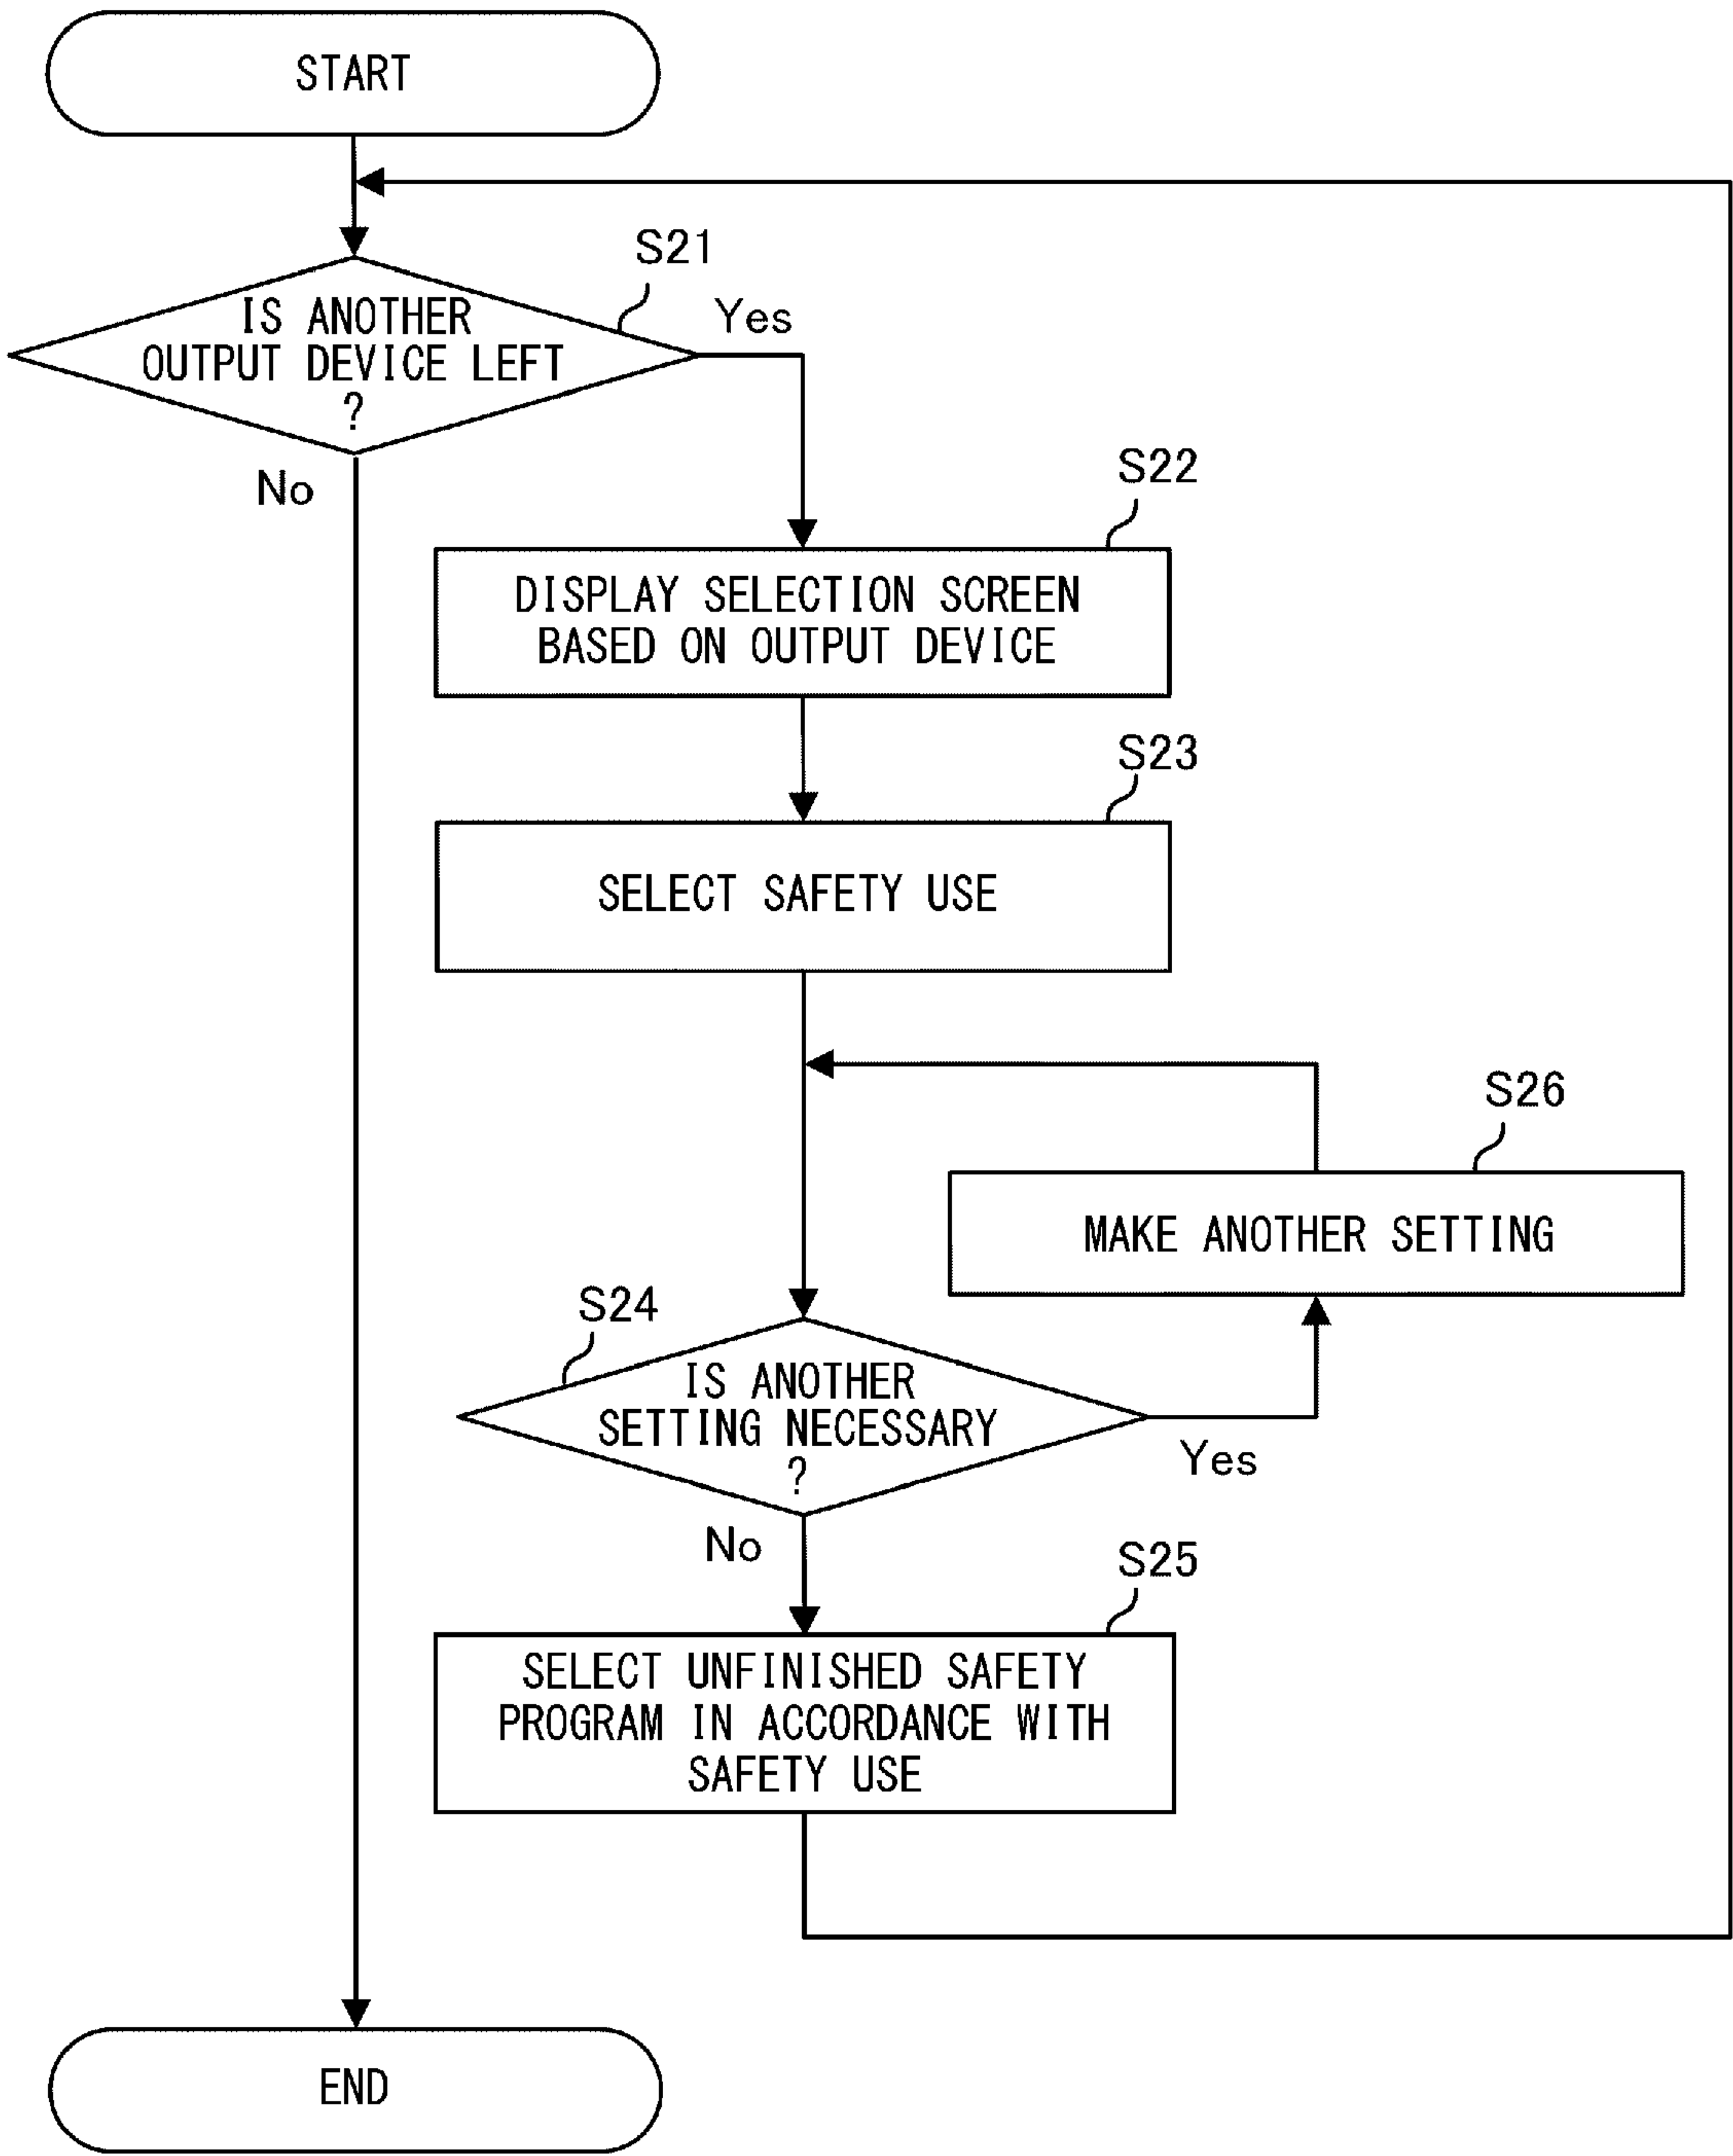 START
S21
IS ANOTHER
OUTPUT DEVICE LEFT
?
Yes
No
S22
DISPLAY SELECTION SCREEN
BASED ON OUTPUT DEVICE
S23
SELECT SAFETY USE
S26
MAKE ANOTHER SETTING
S24
IS ANOTHER
SETTING NECESSARY
?
Yes
No
S25
SELECT UNFINISHED SAFETY
PROGRAM IN ACCORDANCE WITH
SAFETY USE
END